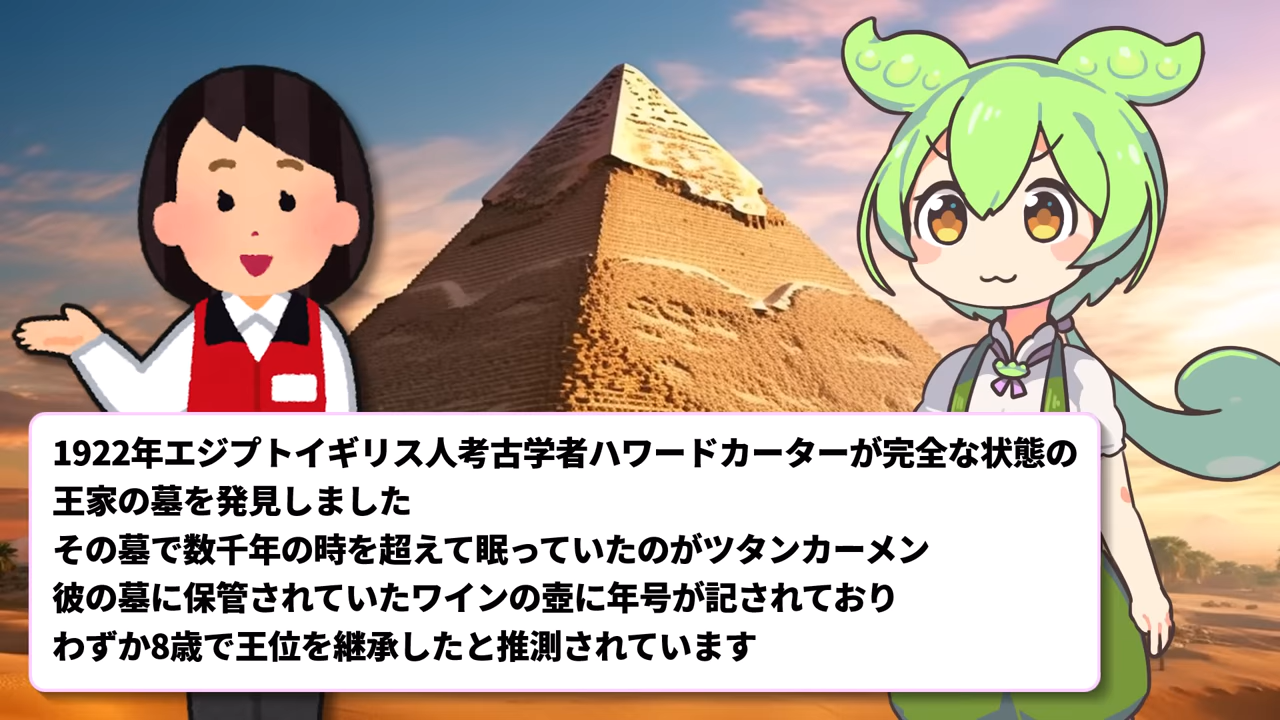 1922年エジプトイギリス人考古学者ハワードカーターが完全な状態の
王家の墓を発見しました
その墓で数千年の時を超えて眠っていたのがツタンカーメン
彼の墓に保管されていたワインの壺に年号が記されており
わずか8歳で王位を継承したと推測されています